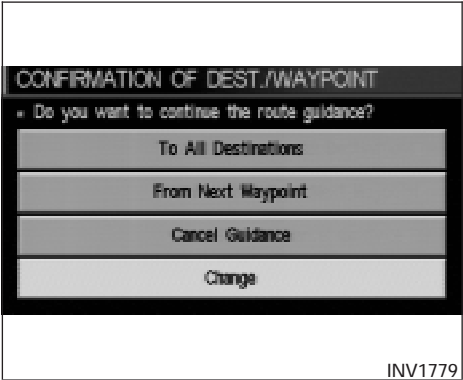 CONFIRMATION OF DEST./WAYPOINT
Do you want to continue the route guidance?
To All Destinations
From Next Waypoint
Cancel Guidance
Change
INV1779